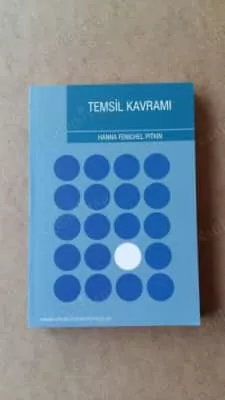 TEMSİL KAVRAMI
HANNA FENICHEL PITKIN